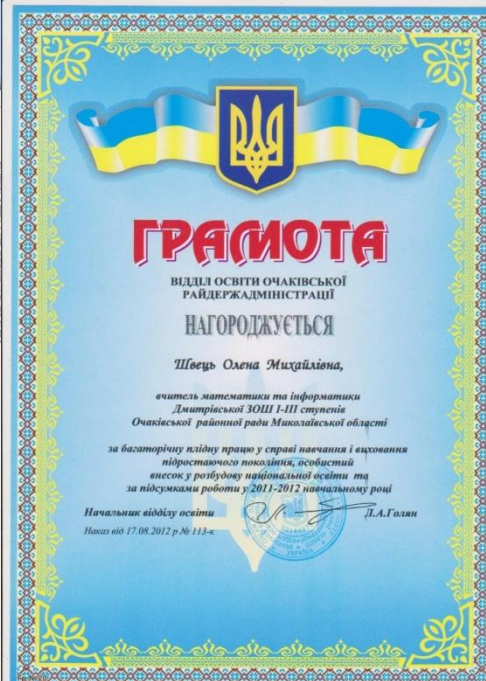 ГРАМОТА
ВІДДІЛ ОСВІТИ ОЧАКІВСЬКОЇ
РАЙДЕРЖАДМІНІСТРАЦІЇ
НАГОРОДЖУЄТЬСЯ
Швець Олена Михайлівна,
вчитель математики та інформатики
Дмитрівської ЗОШ І-ІІІ ступенів
Очаківської районної ради Миколаївської області
за багаторічну плідну працю у справі навчання і виховання
підростаючого покоління, особистий
внесок у розбудову національної освіти та
за підсумками роботи у 2011-2012 навчальному році
Начальник відділу освіти Л.А.Голян
Наказ від 17.08.2012 р № 113-к